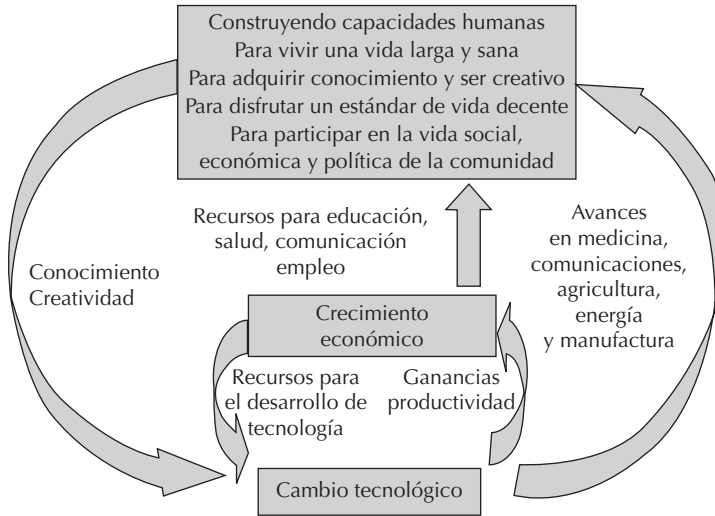 Construyendo capacidades humanas
Para vivir una vida larga y sana
Para adquirir conocimiento y ser creativo
Para disfrutar un estándar de vida decente
Para participar en la vida social,
económica y política de la comunidad
Recursos para educación,
salud, comunicación
empleo
Avances
en medicina,
comunicaciones,
agricultura,
energía
y manufactura
Conocimiento
Creatividad
Crecimiento
económico
Recursos para
el desarrollo de
tecnología
Ganancias
productividad
Cambio tecnológico